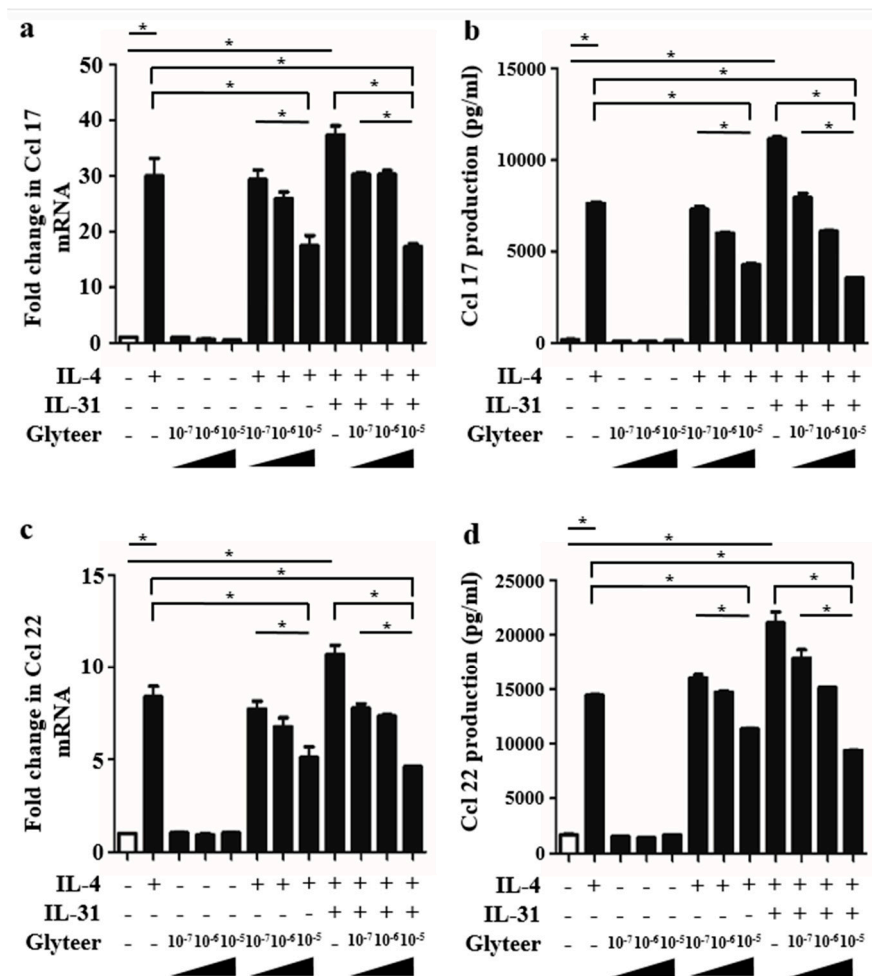 a
*
*
*
* *
* *
Fold change in Ccl 17
mRNA
50
40
30
20
10
0
IL-4 - + - - - + + + + + + +
IL-31 - - - - - - - - + + + +
Glyteer - - 10⁻⁷ 10⁻⁶ 10⁻⁵ 10⁻⁷ 10⁻⁶ 10⁻⁵ - 10⁻⁷ 10⁻⁶ 10⁻⁵
b
*
*
*
* *
* *
Ccl 17 production (pg/ml)
15000
10000
5000
0
IL-4 - + - - - + + + + + + +
IL-31 - - - - - - - - + + + +
Glyteer - - 10⁻⁷ 10⁻⁶ 10⁻⁵ 10⁻⁷ 10⁻⁶ 10⁻⁵ - 10⁻⁷ 10⁻⁶ 10⁻⁵
c
*
*
*
* *
* *
Fold change in Ccl 22
mRNA
15
10
5
0
IL-4 - + - - - + + + + + + +
IL-31 - - - - - - - - + + + +
Glyteer - - 10⁻⁷ 10⁻⁶ 10⁻⁵ 10⁻⁷ 10⁻⁶ 10⁻⁵ - 10⁻⁷ 10⁻⁶ 10⁻⁵
d
*
*
*
* *
* *
Ccl 22 production (pg/ml)
25000
20000
15000
10000
5000
0
IL-4 - + - - - + + + + + + +
IL-31 - - - - - - - - + + + +
Glyteer - - 10⁻⁷ 10⁻⁶ 10⁻⁵ 10⁻⁷ 10⁻⁶ 10⁻⁵ - 10⁻⁷ 10⁻⁶ 10⁻⁵